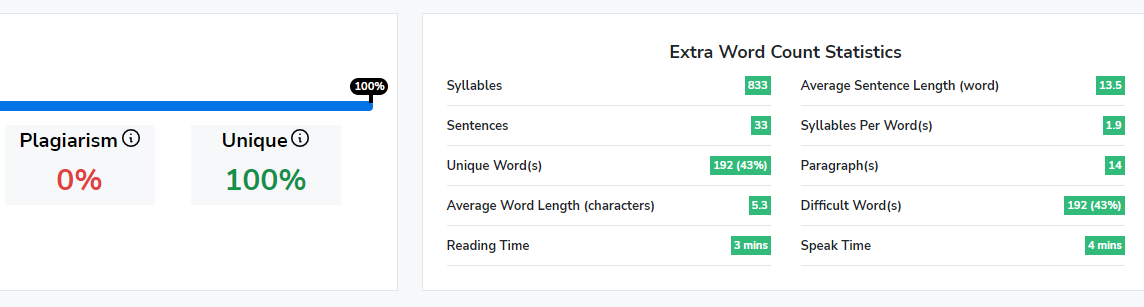 100%
Plagiarism
0%
Unique
100%
Extra Word Count Statistics
Syllables 833
Average Sentence Length (word) 13.5
Sentences 33
Syllables Per Word(s) 1.9
Unique Word(s) 192 (43%)
Paragraph(s) 14
Average Word Length (characters) 5.3
Difficult Word(s) 192 (43%)
Reading Time 3 mins
Speak Time 4 mins